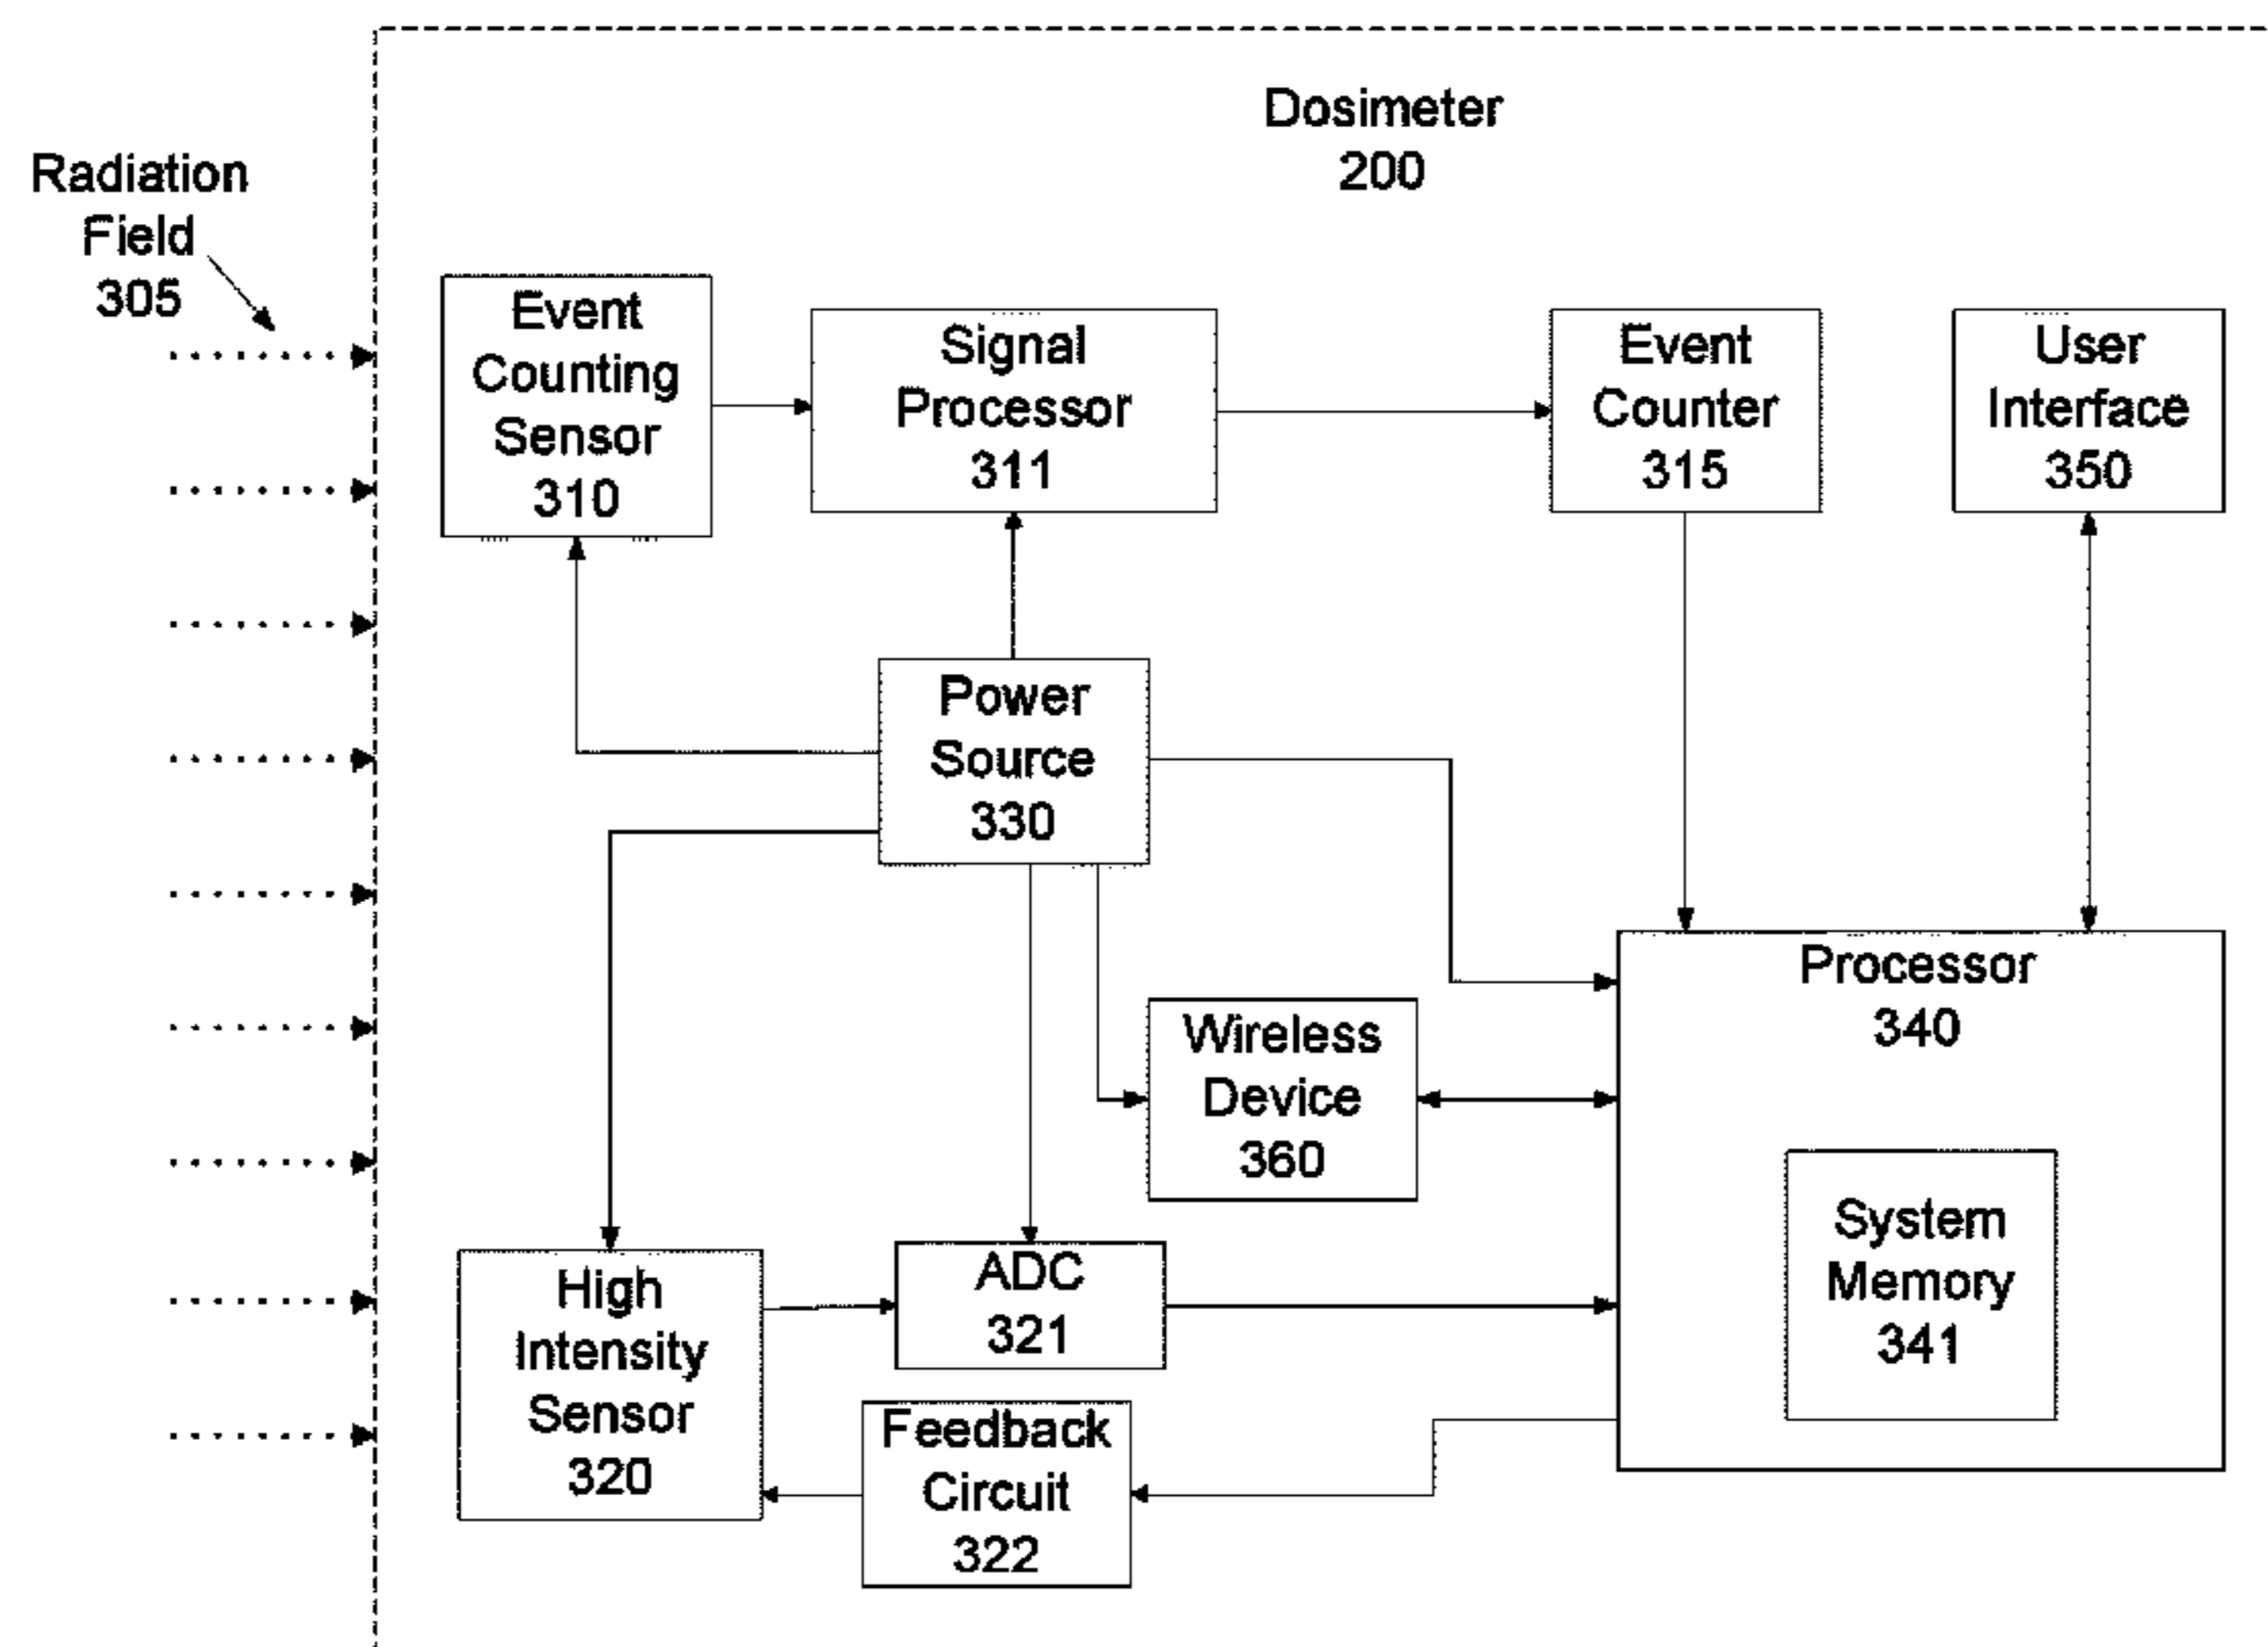 Dosimeter
200
Radiation
Field
305
Event
Counting
Sensor
310
Signal
Processor
311
Event
Counter
315
User
Interface
350
Power
Source
330
Processor
340
Wireless
Device
360
System
Memory
341
High
Intensity
Sensor
320
ADC
321
Feedback
Circuit
322